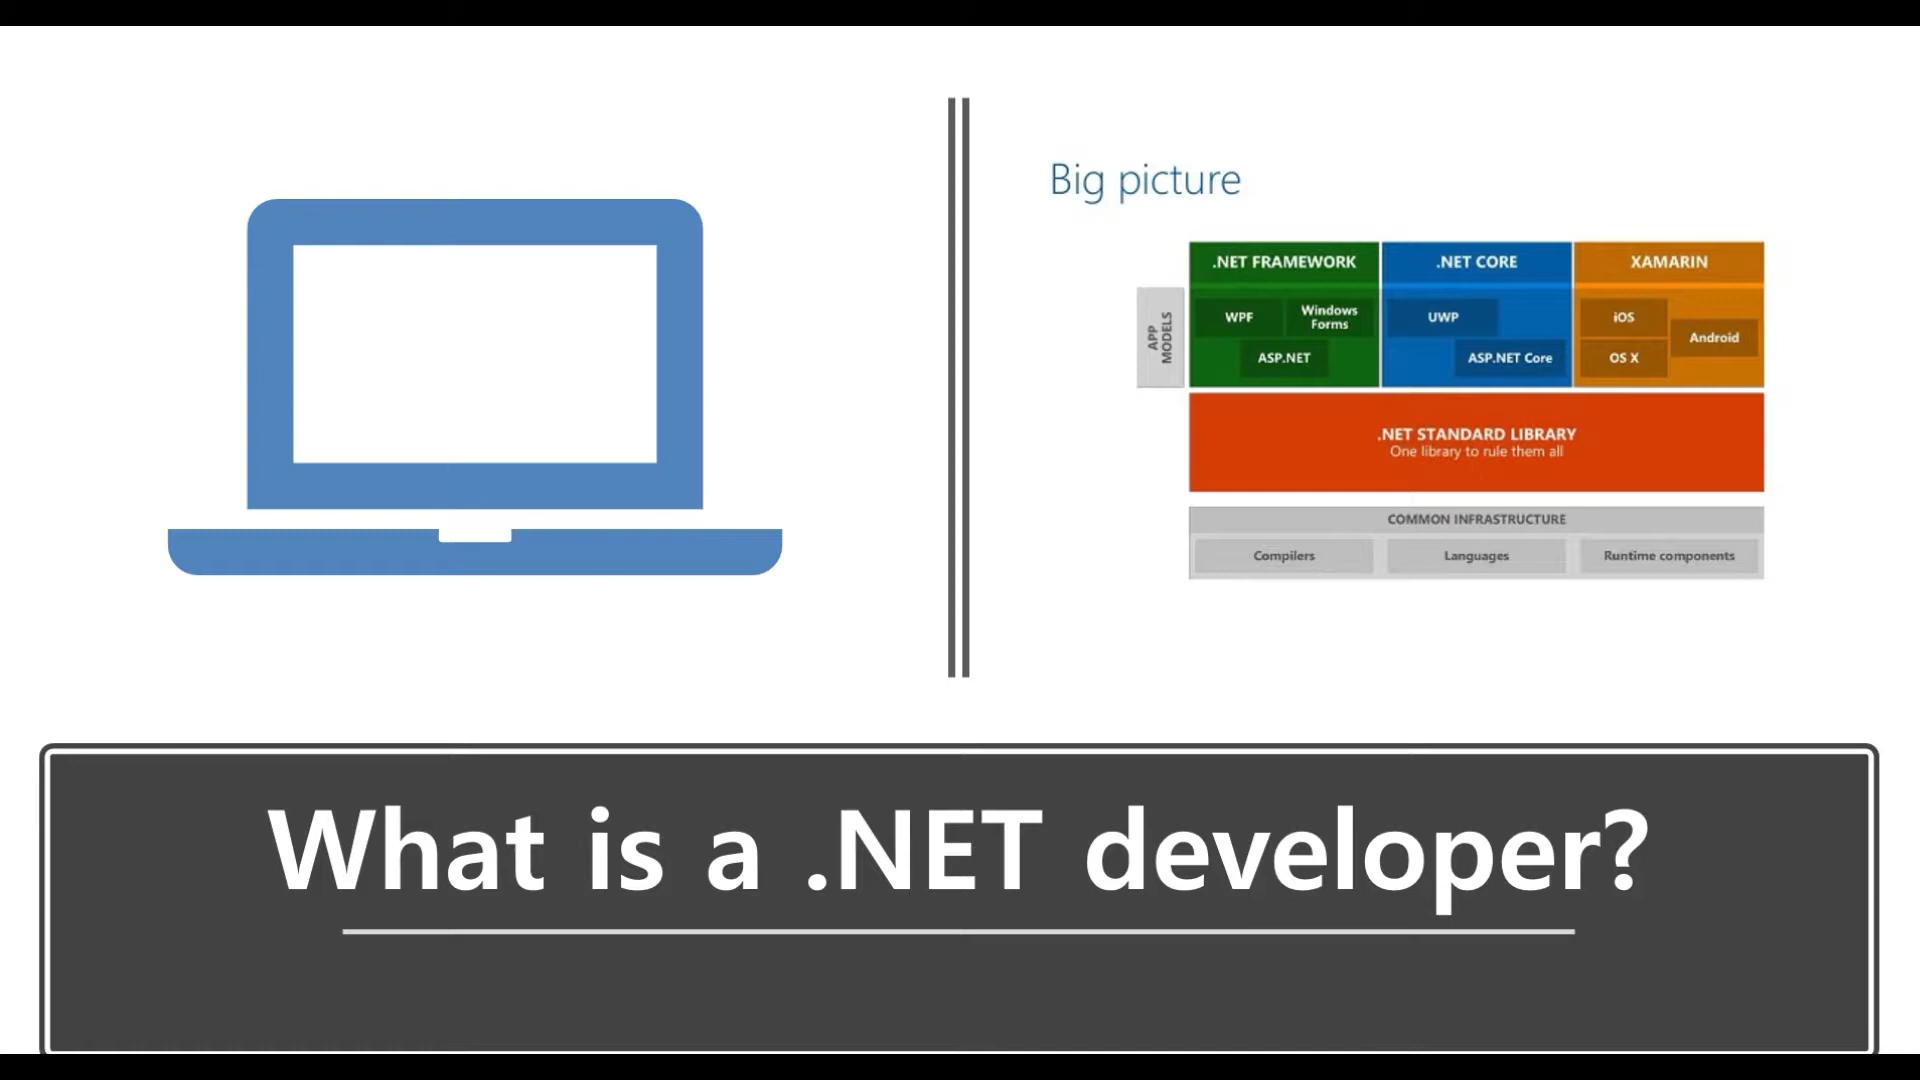 Big picture
.NET FRAMEWORK
.NET CORE
XAMARIN
APP
MODELS
WPF
Windows
Forms
ASP.NET
UWP
ASP.NET Core
iOS
Android
OS X
.NET STANDARD LIBRARY
One library to rule them all
COMMON INFRASTRUCTURE
Compilers
Languages
Runtime components
What is a .NET developer?